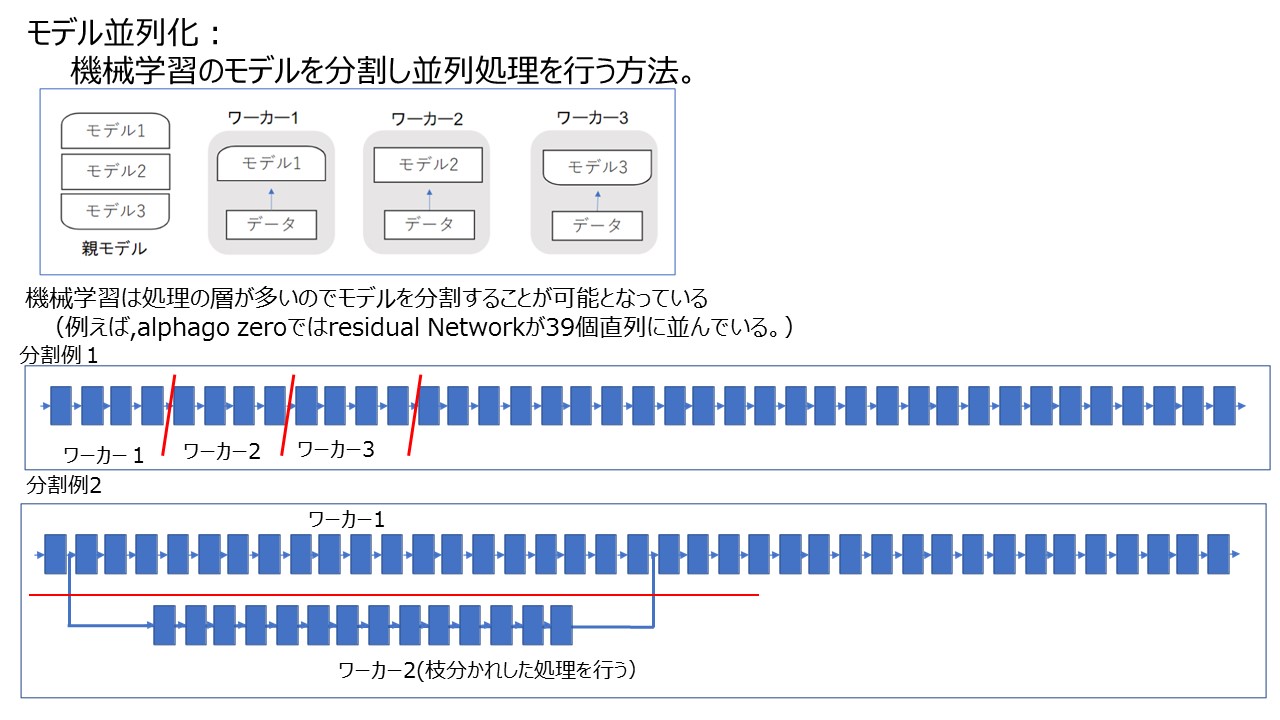 モデル並列化：
機械学習のモデルを分割し並列処理を行う方法。
ワーカー1
ワーカー2
ワーカー3
モデル1
モデル2
モデル3
親モデル
モデル1
データ
モデル2
データ
モデル3
データ
機械学習は処理の層が多いのでモデルを分割することが可能となっている
（例えば,alphago zeroではresidual Networkが39個直列に並んでいる。）
分割例１
ワーカー１
ワーカー2
ワーカー3
分割例2
ワーカー1
ワーカー2(枝分かれした処理を行う）